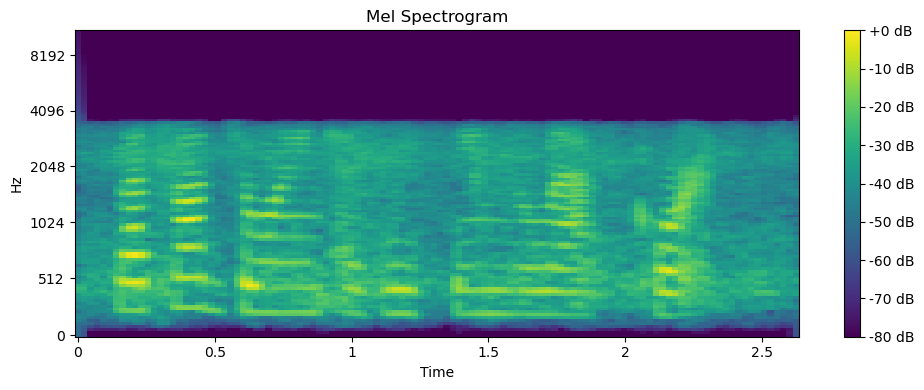 Mel Spectrogram
8192
4096
2048
1024
512
0
Hz
0
0.5
1
1.5
2
2.5
Time
+0 dB
-10 dB
-20 dB
-30 dB
-40 dB
-50 dB
-60 dB
-70 dB
-80 dB